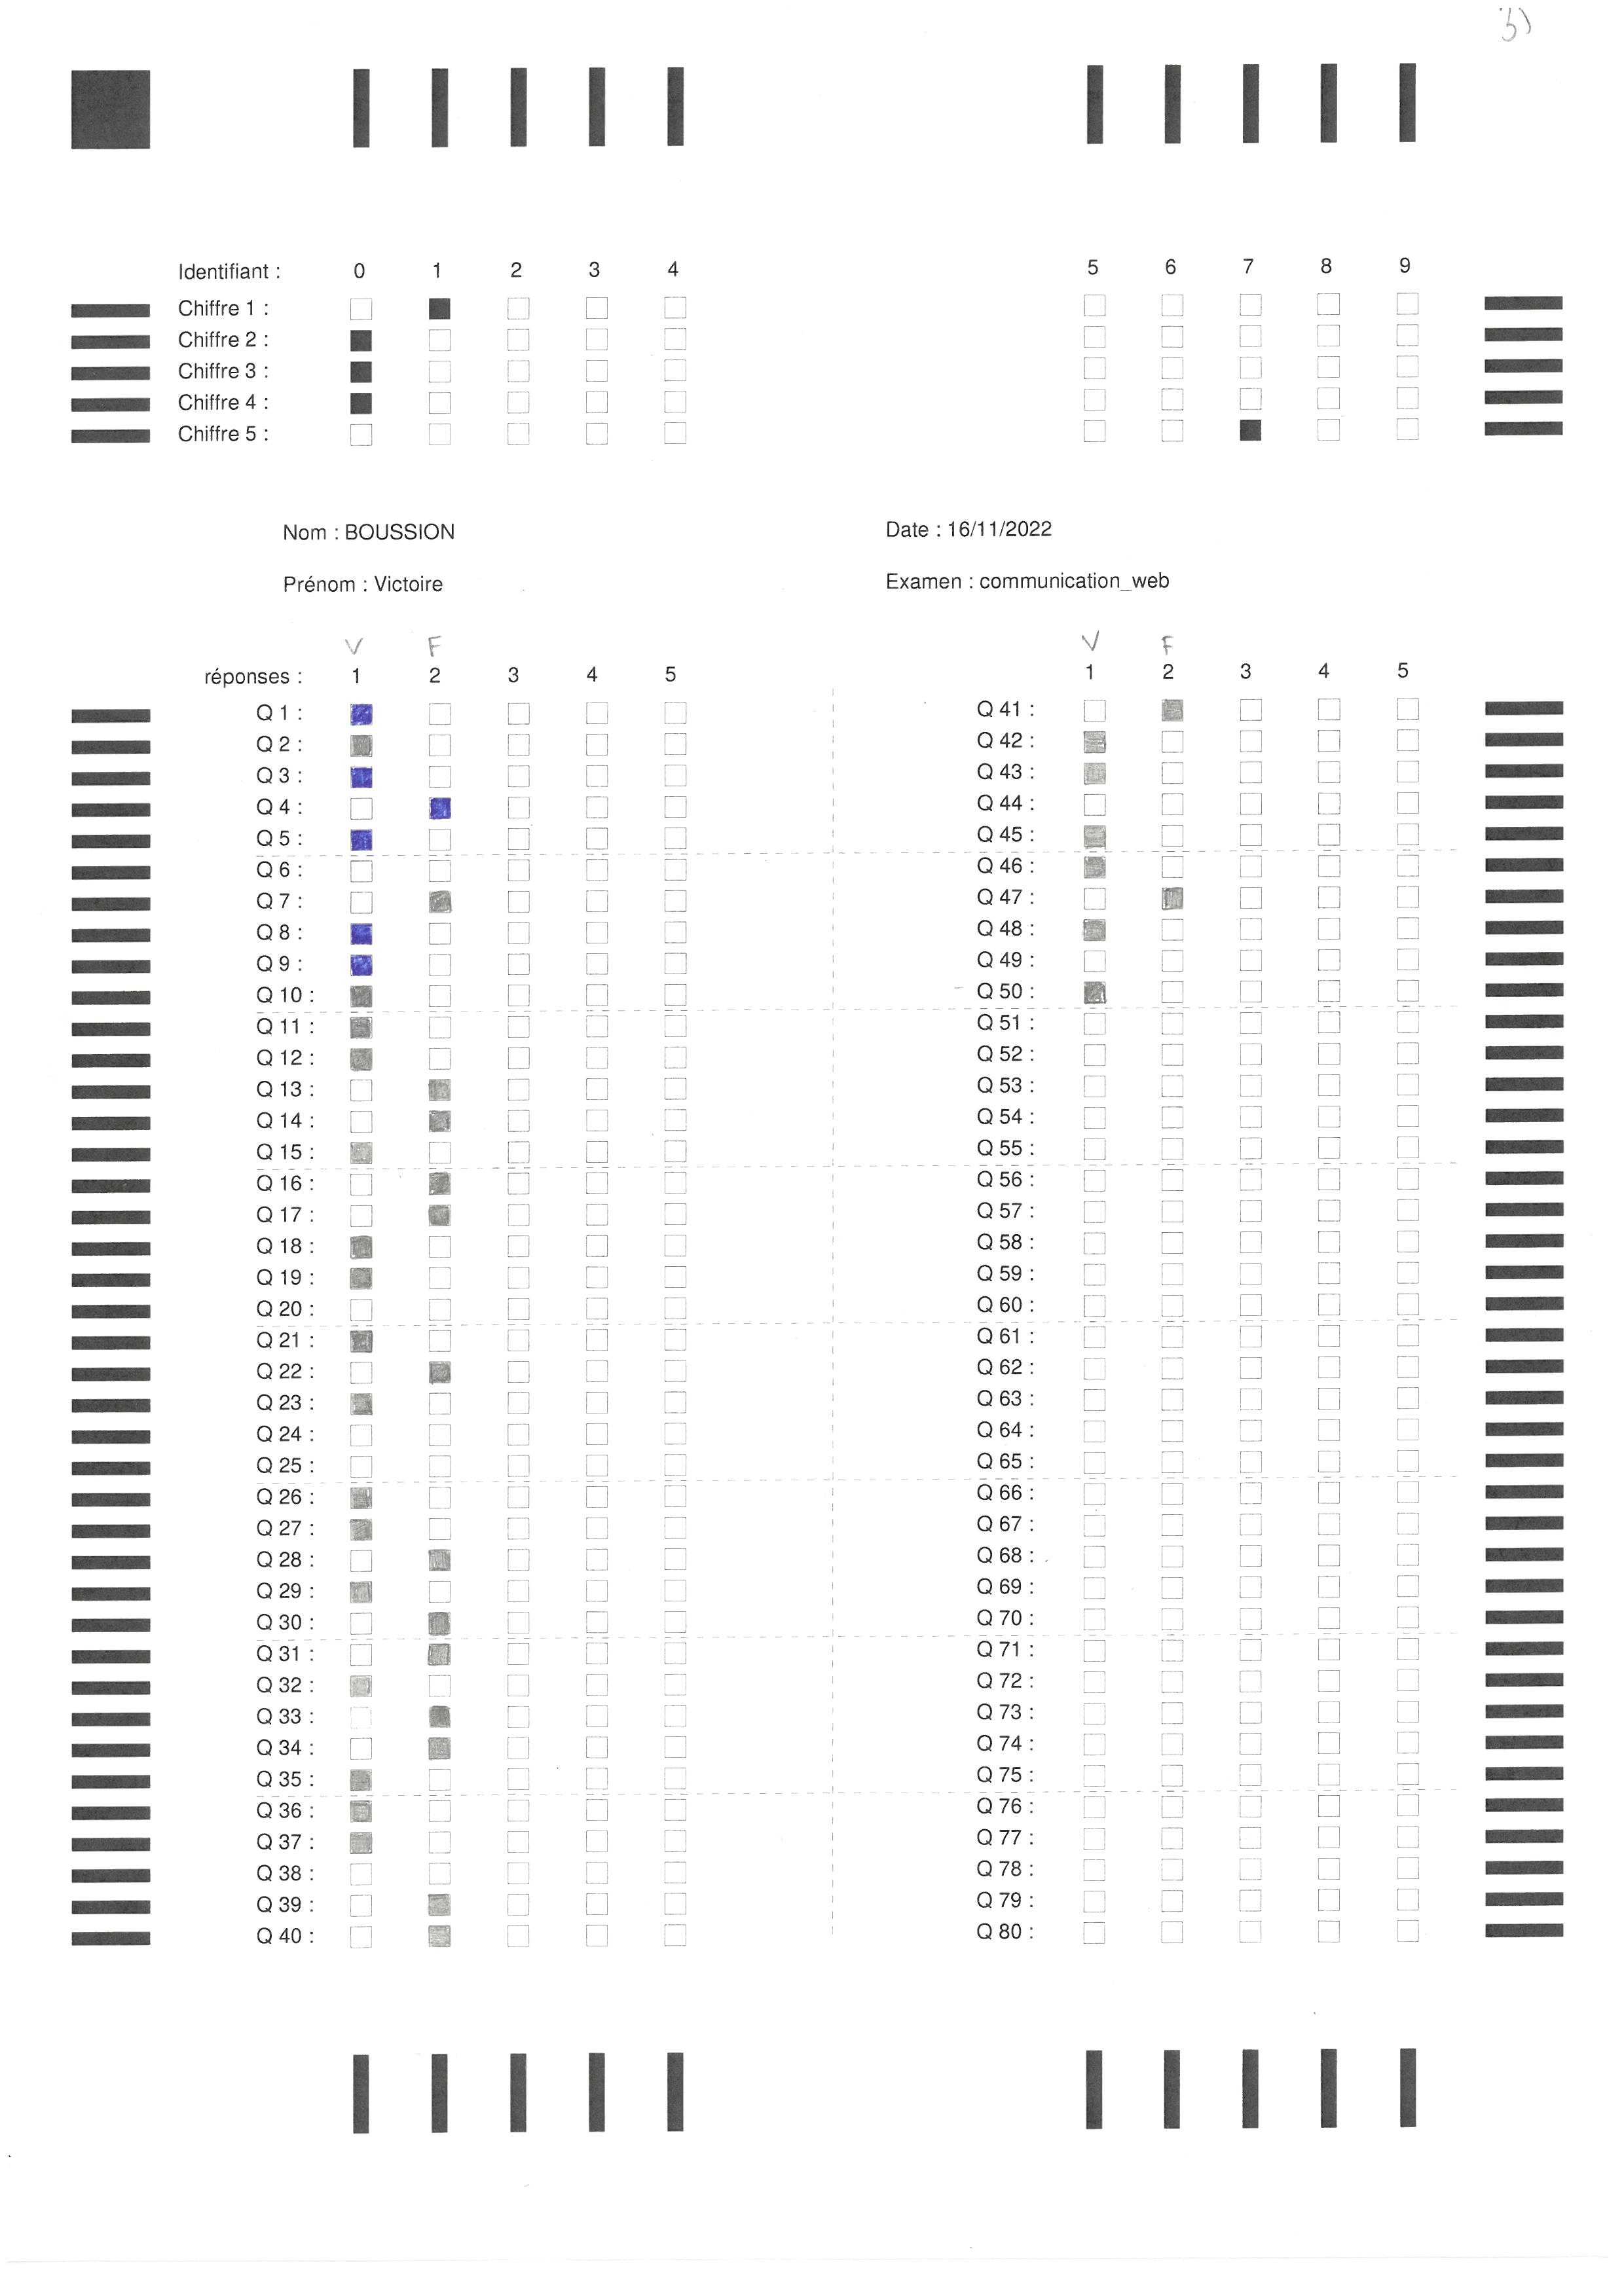 Identifiant : 0 1 2 3 4 5 6 7 8 9
Chiffre 1 :
Chiffre 2 :
Chiffre 3 :
Chiffre 4 :
Chiffre 5 :
Nom : BOUSSION
Date : 16/11/2022
Prénom : Victoire
Examen : communication_web
V F V F
réponses : 1 2 3 4 5 1 2 3 4 5
Q 1 :
Q 2 :
Q 3 :
Q 4 :
Q 5 :
Q 6 :
Q 7 :
Q 8 :
Q 9 :
Q 10 :
Q 11 :
Q 12 :
Q 13 :
Q 14 :
Q 15 :
Q 16 :
Q 17 :
Q 18 :
Q 19 :
Q 20 :
Q 21 :
Q 22 :
Q 23 :
Q 24 :
Q 25 :
Q 26 :
Q 27 :
Q 28 :
Q 29 :
Q 30 :
Q 31 :
Q 32 :
Q 33 :
Q 34 :
Q 35 :
Q 36 :
Q 37 :
Q 38 :
Q 39 :
Q 40 :
Q 41 :
Q 42 :
Q 43 :
Q 44 :
Q 45 :
Q 46 :
Q 47 :
Q 48 :
Q 49 :
Q 50 :
Q 51 :
Q 52 :
Q 53 :
Q 54 :
Q 55 :
Q 56 :
Q 57 :
Q 58 :
Q 59 :
Q 60 :
Q 61 :
Q 62 :
Q 63 :
Q 64 :
Q 65 :
Q 66 :
Q 67 :
Q 68 :
Q 69 :
Q 70 :
Q 71 :
Q 72 :
Q 73 :
Q 74 :
Q 75 :
Q 76 :
Q 77 :
Q 78 :
Q 79 :
Q 80 :